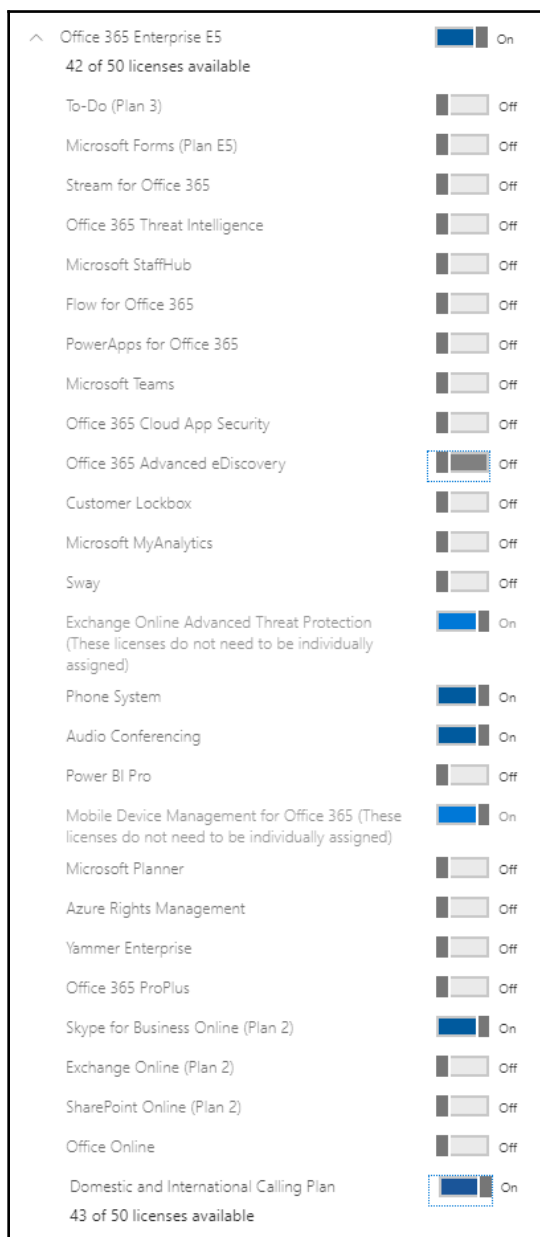 Office 365 Enterprise E5 On
42 of 50 licenses available
To-Do (Plan 3) Off
Microsoft Forms (Plan E5) Off
Stream for Office 365 Off
Office 365 Threat Intelligence Off
Microsoft StaffHub Off
Flow for Office 365 Off
PowerApps for Office 365 Off
Microsoft Teams Off
Office 365 Cloud App Security Off
Office 365 Advanced eDiscovery Off
Customer Lockbox Off
Microsoft MyAnalytics Off
Sway Off
Exchange Online Advanced Threat Protection On
(These licenses do not need to be individually
assigned)
Phone System On
Audio Conferencing On
Power BI Pro Off
Mobile Device Management for Office 365 (These On
licenses do not need to be individually assigned)
Microsoft Planner Off
Azure Rights Management Off
Yammer Enterprise Off
Office 365 ProPlus Off
Skype for Business Online (Plan 2) On
Exchange Online (Plan 2) Off
SharePoint Online (Plan 2) Off
Office Online Off
Domestic and International Calling Plan On
43 of 50 licenses available